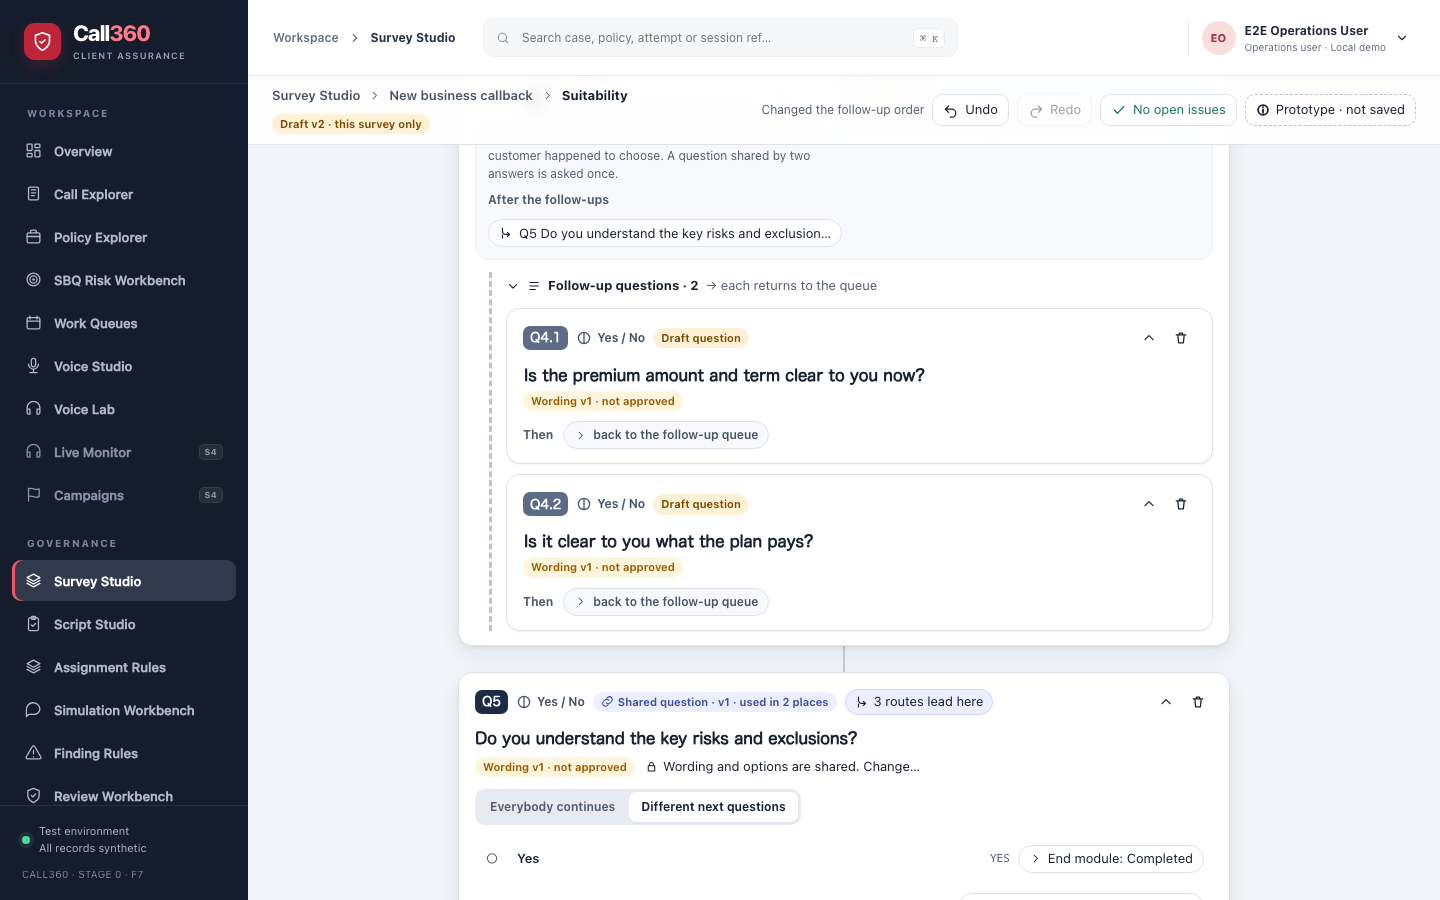 Call360
CLIENT ASSURANCE
WORKSPACE
Overview
Call Explorer
Policy Explorer
SBQ Risk Workbench
Work Queues
Voice Studio
Voice Lab
Live Monitor S4
Campaigns S4
GOVERNANCE
Survey Studio
Script Studio
Assignment Rules
Simulation Workbench
Finding Rules
Review Workbench
Test environment
All records synthetic
CALL360 · STAGE 0 · F7
Workspace > Survey Studio
Search case, policy, attempt or session ref...
⌘ K
EO
E2E Operations User
Operations user · Local demo
Survey Studio > New business callback > Suitability
Draft v2 · this survey only
Changed the follow-up order
Undo
Redo
No open issues
Prototype · not saved
customer happened to choose. A question shared by two
answers is asked once.
After the follow-ups
Q5 Do you understand the key risks and exclusion...
Follow-up questions · 2 → each returns to the queue
Q4.1 Yes / No Draft question
Is the premium amount and term clear to you now?
Wording v1 · not approved
Then > back to the follow-up queue
Q4.2 Yes / No Draft question
Is it clear to you what the plan pays?
Wording v1 · not approved
Then > back to the follow-up queue
Q5 Yes / No Shared question · v1 · used in 2 places 3 routes lead here
Do you understand the key risks and exclusions?
Wording v1 · not approved Wording and options are shared. Change...
Everybody continues Different next questions
Yes YES > End module: Completed